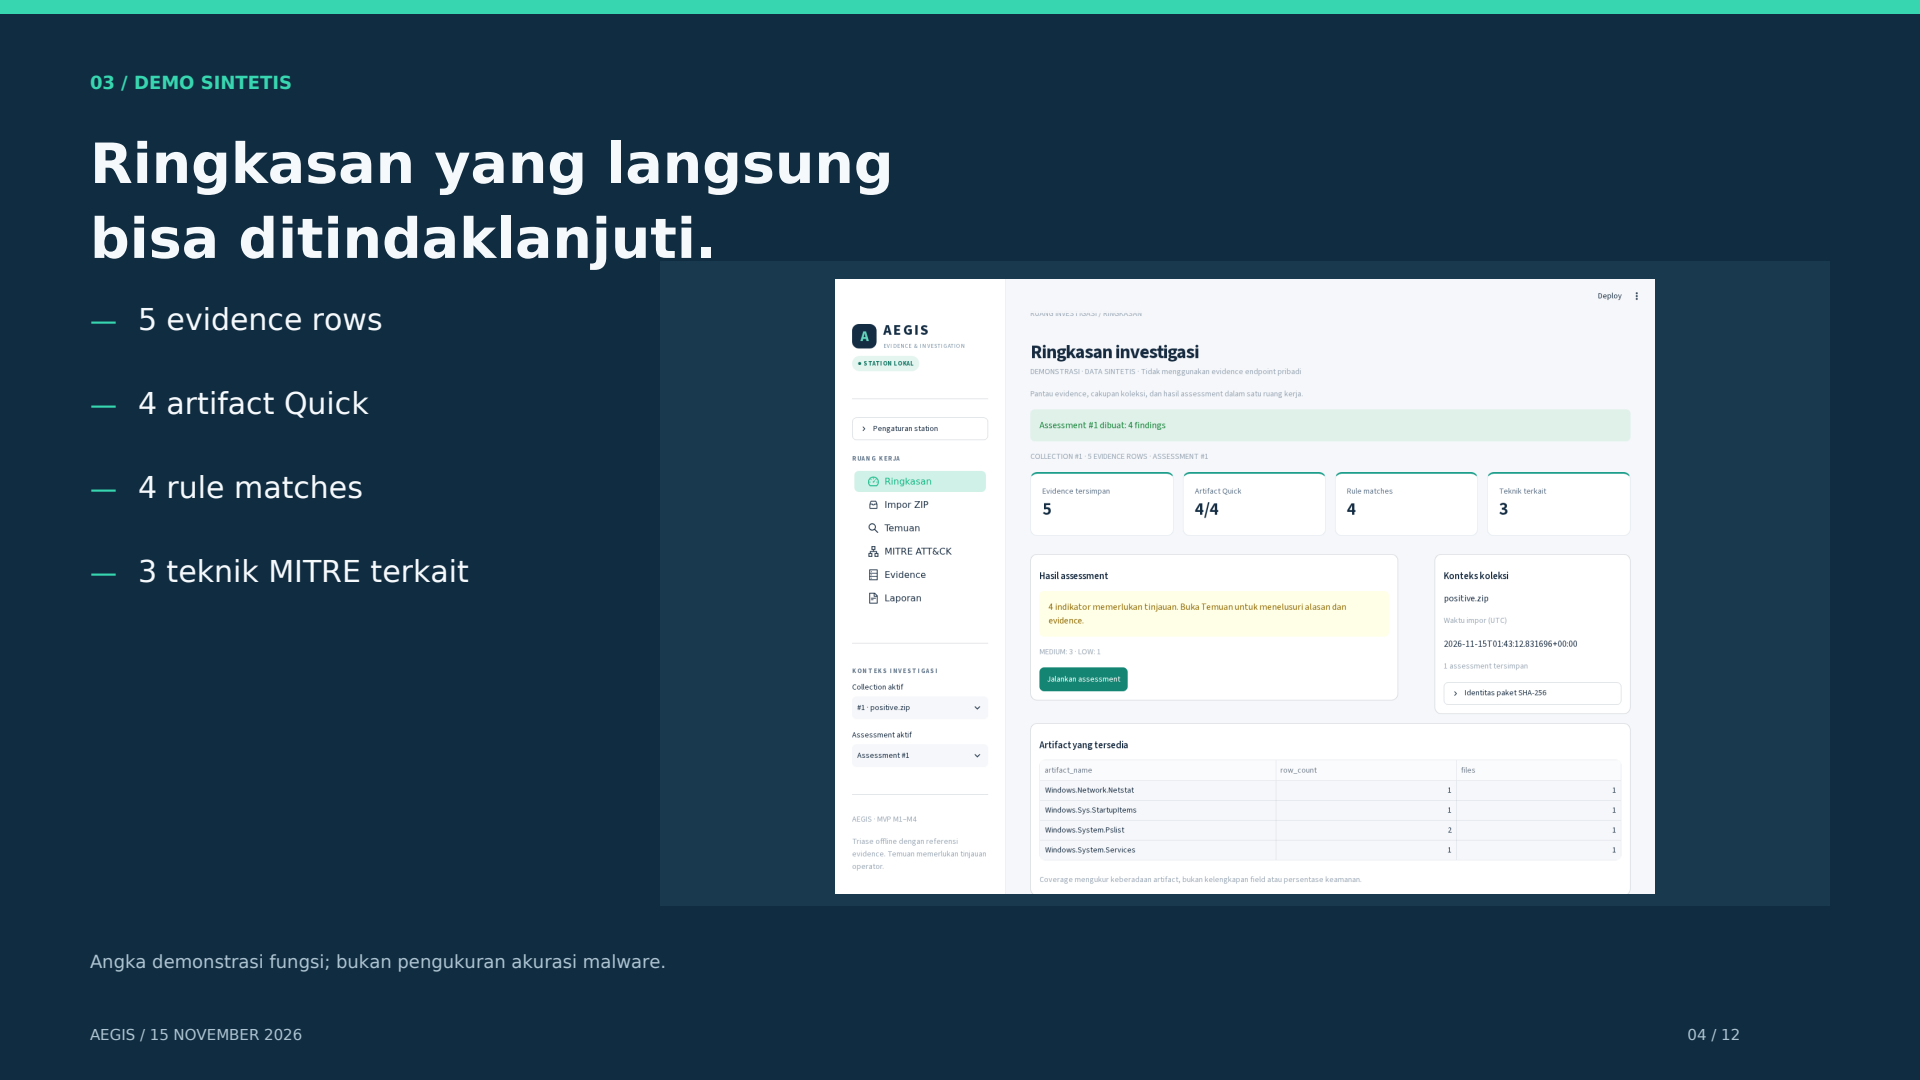 03 / DEMO SINTETIS
Ringkasan yang langsung
bisa ditindaklanjuti.
— 5 evidence rows
— 4 artifact Quick
— 4 rule matches
— 3 teknik MITRE terkait
A
AEGIS
EVIDENCE & INVESTIGATION
• STATION LOKAL
Pengaturan station
RUANG KERJA
Ringkasan
Impor ZIP
Temuan
MITRE ATT&CK
Evidence
Laporan
KONTEKS INVESTIGASI
Collection aktif
#1 · positive.zip
Assessment aktif
Assessment #1
AEGIS · MVP M1–M4
Triase offline dengan referensi
evidence. Temuan memerlukan tinjauan
operator.
Deploy
RUANG INVESTIGASI / RINGKASAN
Ringkasan investigasi
DEMONSTRASI · DATA SINTETIS · Tidak menggunakan evidence endpoint pribadi
Pantau evidence, cakupan koleksi, dan hasil assessment dalam satu ruang kerja.
Assessment #1 dibuat: 4 findings
COLLECTION #1 · 5 EVIDENCE ROWS · ASSESSMENT #1
Evidence tersimpan
5
Artifact Quick
4/4
Rule matches
4
Teknik terkait
3
Hasil assessment
4 indikator memerlukan tinjauan. Buka Temuan untuk menelusuri alasan dan
evidence.
MEDIUM: 3 · LOW: 1
Jalankan assessment
Konteks koleksi
positive.zip
Waktu impor (UTC)
2026-11-15T01:43:12.831696+00:00
1 assessment tersimpan
Identitas paket SHA-256
Artifact yang tersedia
artifact_name row_count files
Windows.Network.Netstat 1 1
Windows.Sys.StartupItems 1 1
Windows.System.Pslist 2 1
Windows.System.Services 1 1
Coverage mengukur keberadaan artifact, bukan kelengkapan field atau persentase keamanan.
Angka demonstrasi fungsi; bukan pengukuran akurasi malware.
AEGIS / 15 NOVEMBER 2026
04 / 12